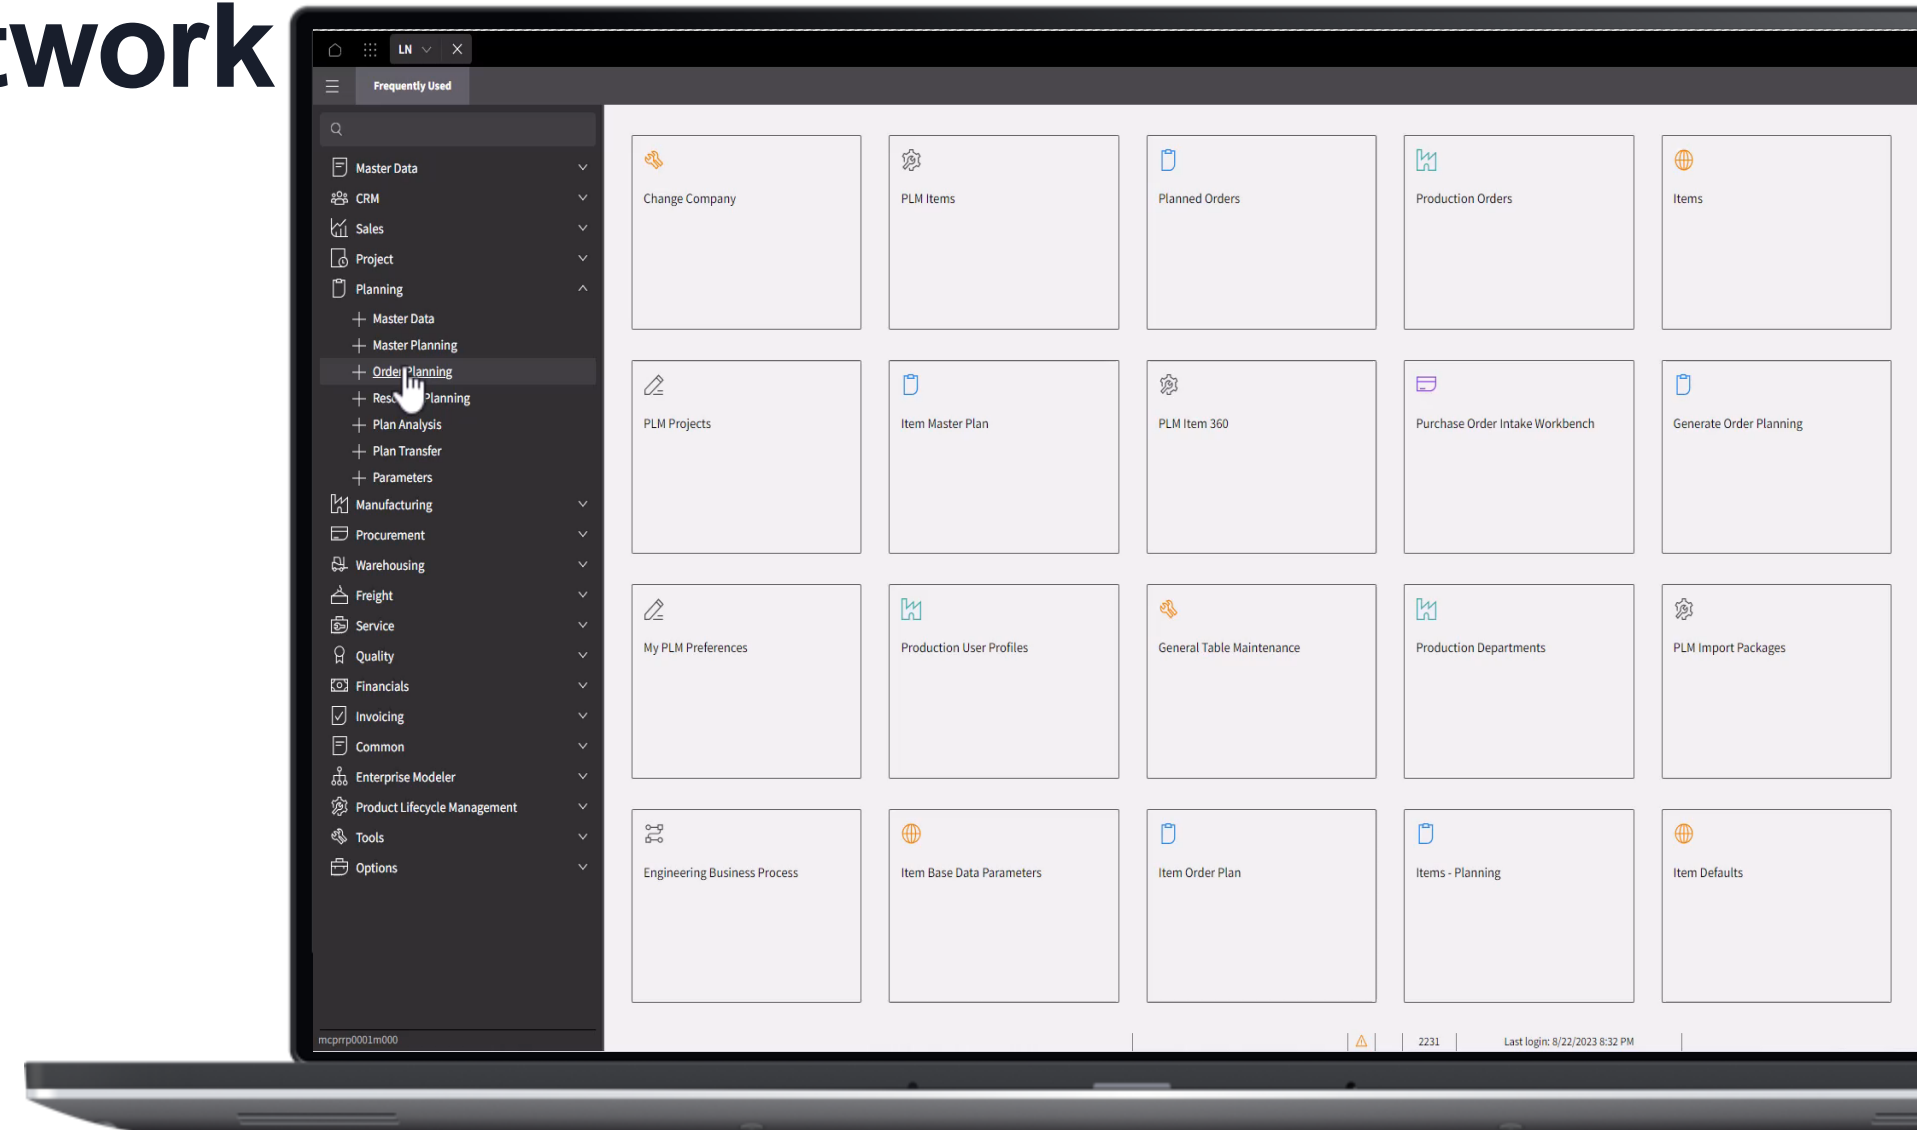 twork
LN
Frequently Used
Master Data
CRM
Sales
Project
Planning
Master Data
Master Planning
Order Planning
Planning
Plan Analysis
Plan Transfer
Parameters
Manufacturing
Procurement
Warehousing
Freight
Service
Quality
Financials
Invoicing
Common
Enterprise Modeler
Product Lifecycle Management
Tools
Options
mcprrp0001m000
Change Company
PLM Items
Planned Orders
Production Orders
Items
PLM Projects
Item Master Plan
PLM Item 360
Purchase Order Intake Workbench
Generate Order Planning
My PLM Preferences
Production User Profiles
General Table Maintenance
Production Departments
PLM Import Packages
Engineering Business Process
Item Base Data Parameters
Item Order Plan
Items - Planning
Item Defaults
2231
Last login: 8/22/2023 8:32 PM